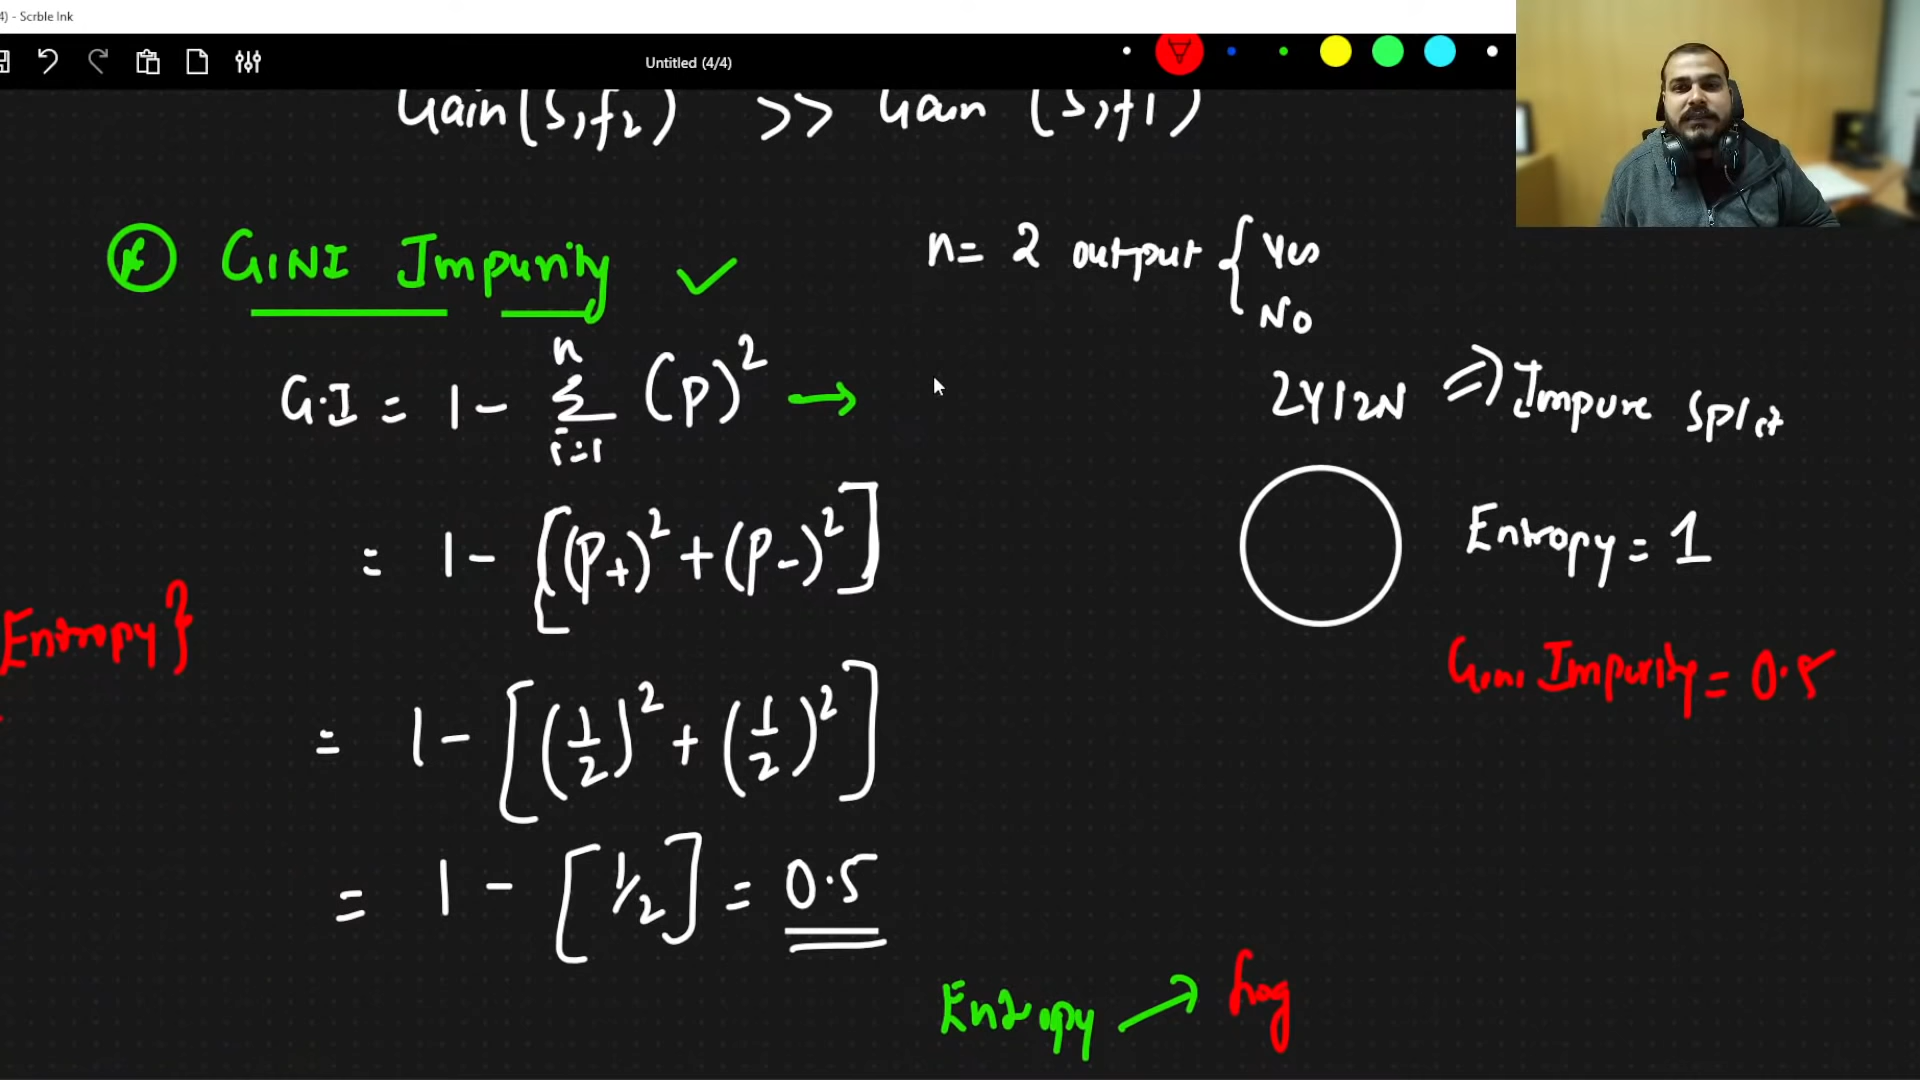 4) - Scrble Ink
Untitled (4/4)
Gain (S, f2) >> Gain (S, f1)
GINI Impurity ✓
n = 2 output { Yes
No
G.I = 1 - n Σ i=1 (p)^2 →
2Y/2N ⇒ Impure Split
= 1 - [(p+)^2 + (p-)^2]
Entropy = 1
Entropy }
Gini Impurity = 0.5
= 1 - [(1/2)^2 + (1/2)^2]
= 1 - [1/2] = 0.5
Entropy → log